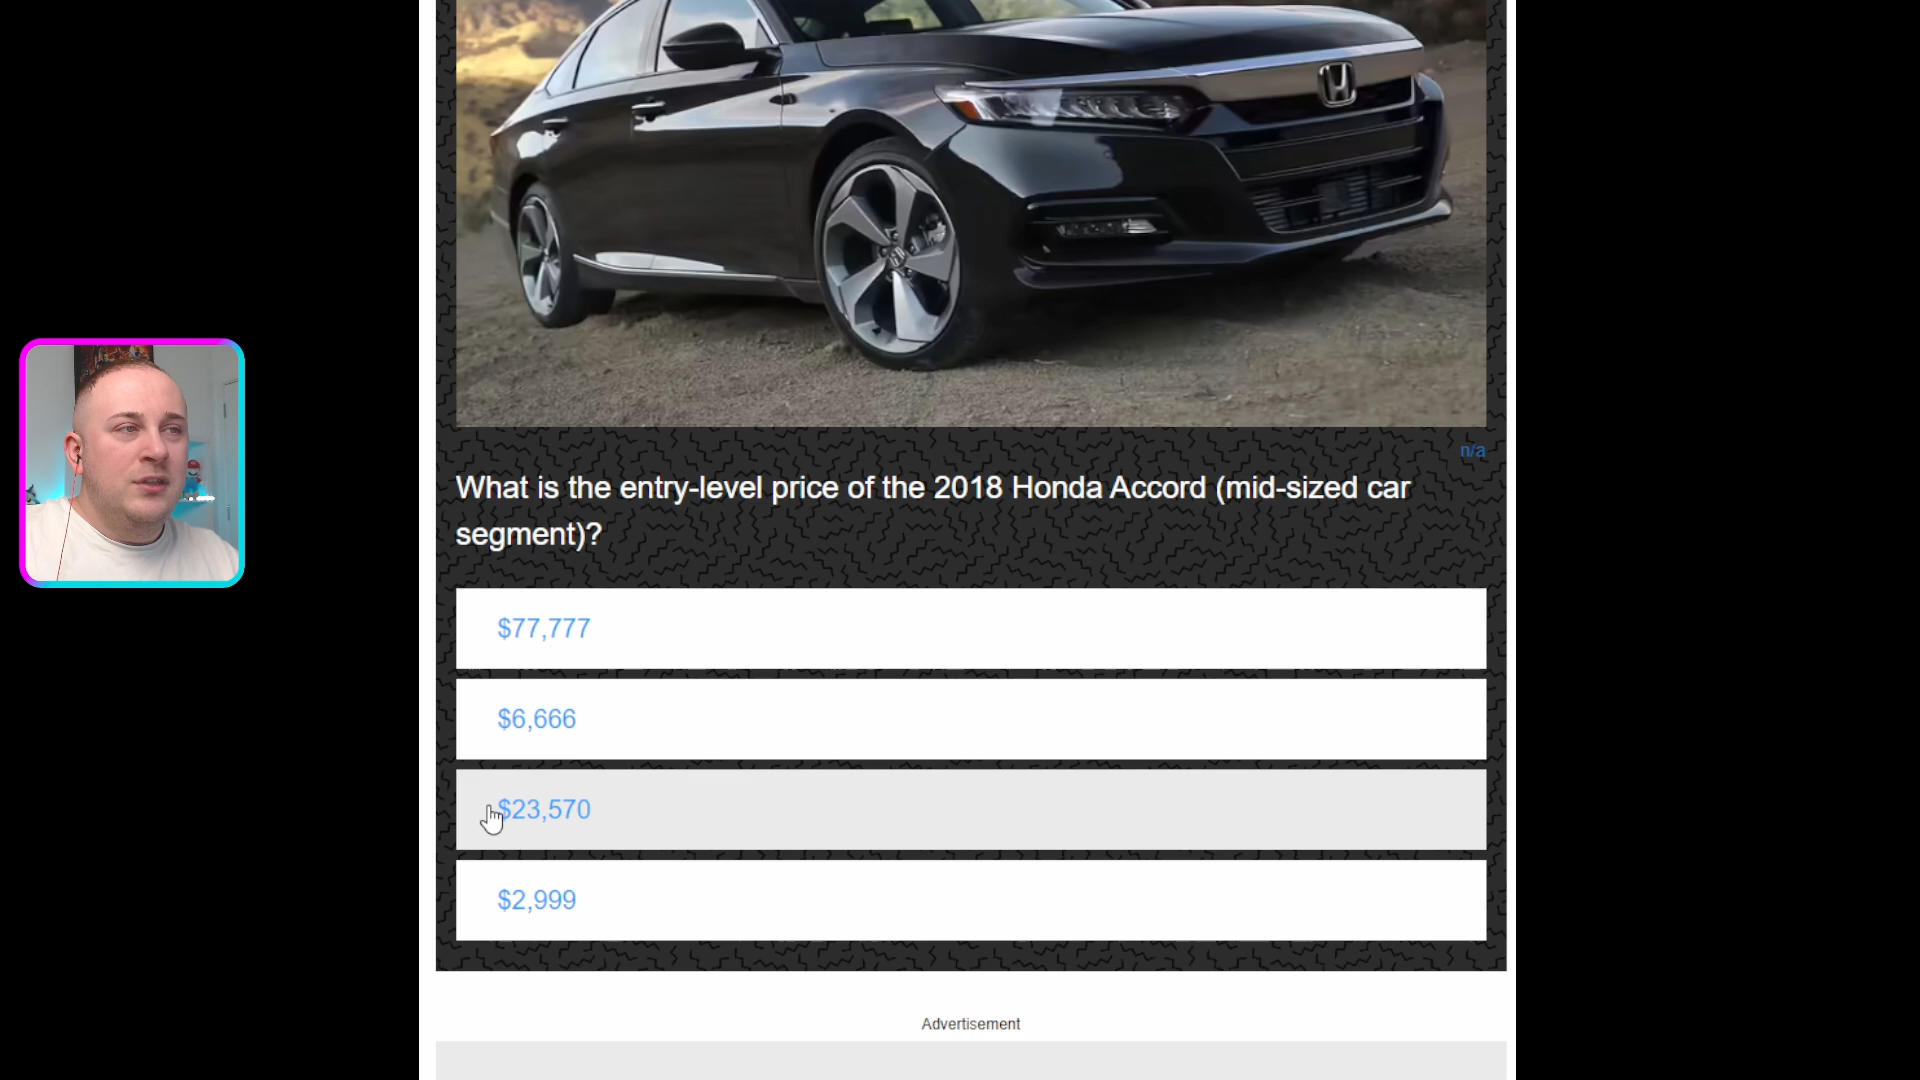 n/a
What is the entry-level price of the 2018 Honda Accord (mid-sized car
segment)?
$77,777
$6,666
$23,570
$2,999
Advertisement